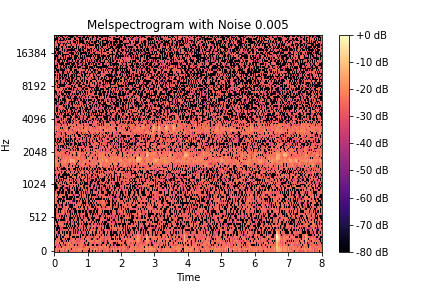 Melspectrogram with Noise 0.005
+0 dB
16384
-10 dB
8192
-20 dB
4096
-30 dB
Hz
-40 dB
2048
-50 dB
1024
-60 dB
512
-70 dB
0
-80 dB
0 1 2 3 4 5 6 7 8
Time